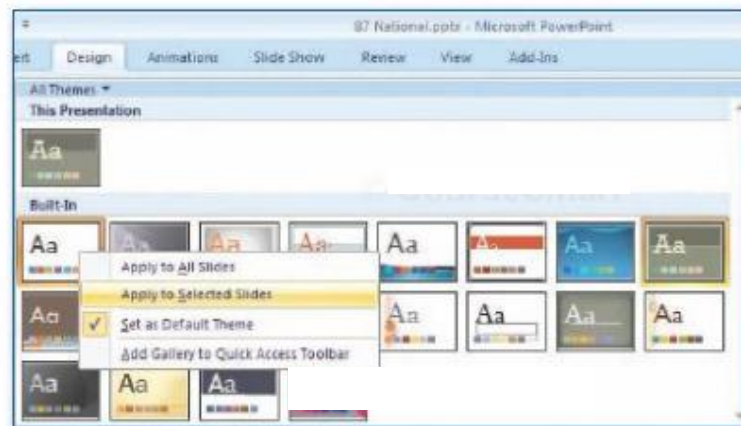 87 National.pptx - Microsoft PowerPoint
ert Design Animations Slide Show Review View Add-Ins
All Themes
This Presentation
Aa
Built-In
Aa Aa Aa Aa Aa Aa Aa Aa
Apply to All Slides
Apply to Selected Slides
Aa Aa Aa Aa Aa
Set as Default Theme
Add Gallery to Quick Access Toolbar
Aa Aa Aa